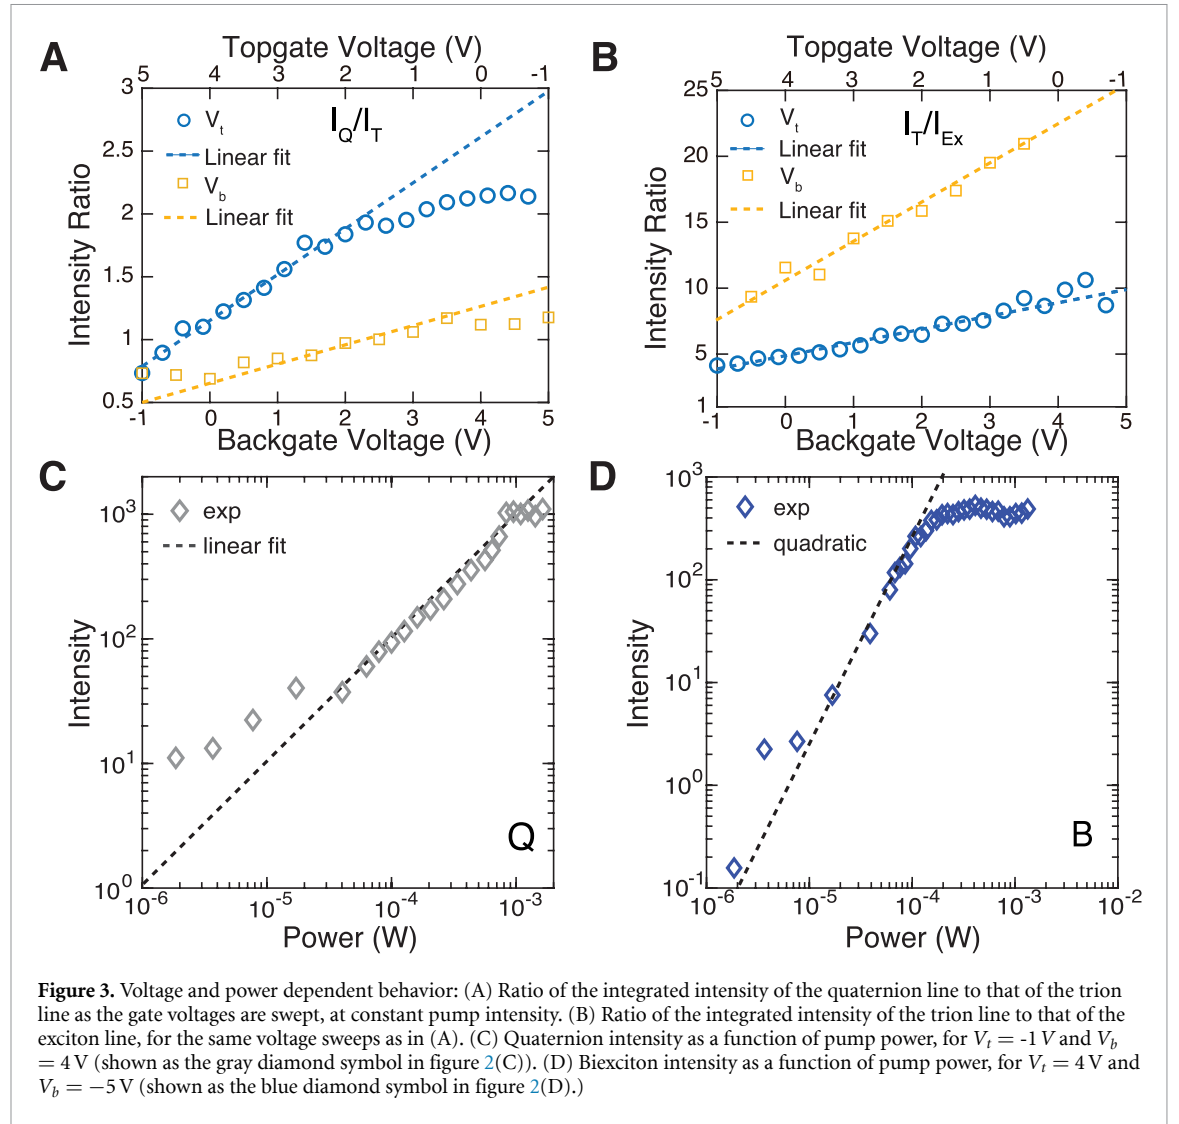 A
Topgate Voltage (V)
5 4 3 2 1 0 -1
3
2.5
2
1.5
1
0.5
Intensity Ratio
I_Q/I_T
V_t
Linear fit
V_b
Linear fit
-1 0 1 2 3 4 5
Backgate Voltage (V)
B
Topgate Voltage (V)
5 4 3 2 1 0 -1
25
20
15
10
5
1
Intensity Ratio
I_T/I_Ex
V_t
Linear fit
V_b
Linear fit
-1 0 1 2 3 4 5
Backgate Voltage (V)
C
10^3
10^2
10^1
10^0
Intensity
exp
linear fit
Q
10^-6 10^-5 10^-4 10^-3
Power (W)
D
10^3
10^2
10^1
10^0
10^-1
Intensity
exp
quadratic
B
10^-6 10^-5 10^-4 10^-3 10^-2
Power (W)
Figure 3. Voltage and power dependent behavior: (A) Ratio of the integrated intensity of the quaternion line to that of the trion
line as the gate voltages are swept, at constant pump intensity. (B) Ratio of the integrated intensity of the trion line to that of the
exciton line, for the same voltage sweeps as in (A). (C) Quaternion intensity as a function of pump power, for V_t = -1 V and V_b
= 4 V (shown as the gray diamond symbol in figure 2(C)). (D) Biexciton intensity as a function of pump power, for V_t = 4 V and
V_b = −5 V (shown as the blue diamond symbol in figure 2(D).)